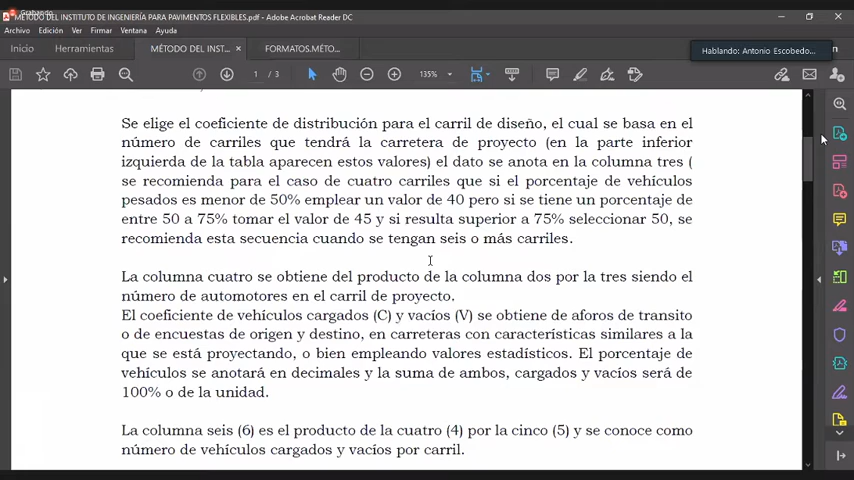 Grabando
MÉTODO DEL INSTITUTO DE INGENIERÍA PARA PAVIMENTOS FLEXIBLES.pdf - Adobe Acrobat Reader DC
Archivo Edición Ver Firmar Ventana Ayuda
Inicio Herramientas MÉTODO DEL INST... × FORMATOS.MÉTO...
Hablando: Antonio Escobedo...
1 / 3 135%
Se elige el coeficiente de distribución para el carril de diseño, el cual se basa en el
número de carriles que tendrá la carretera de proyecto (en la parte inferior
izquierda de la tabla aparecen estos valores) el dato se anota en la columna tres (
se recomienda para el caso de cuatro carriles que si el porcentaje de vehículos
pesados es menor de 50% emplear un valor de 40 pero si se tiene un porcentaje de
entre 50 a 75% tomar el valor de 45 y si resulta superior a 75% seleccionar 50, se
recomienda esta secuencia cuando se tengan seis o más carriles.
La columna cuatro se obtiene del producto de la columna dos por la tres siendo el
número de automotores en el carril de proyecto.
El coeficiente de vehículos cargados (C) y vacíos (V) se obtiene de aforos de transito
o de encuestas de origen y destino, en carreteras con características similares a la
que se está proyectando, o bien empleando valores estadísticos. El porcentaje de
vehículos se anotará en decimales y la suma de ambos, cargados y vacíos será de
100% o de la unidad.
La columna seis (6) es el producto de la cuatro (4) por la cinco (5) y se conoce como
número de vehículos cargados y vacíos por carril.